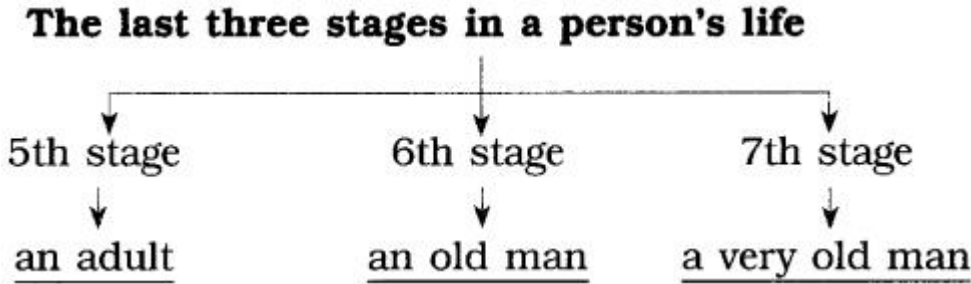 The last three stages in a person's life
5th stage 6th stage 7th stage
an adult an old man a very old man